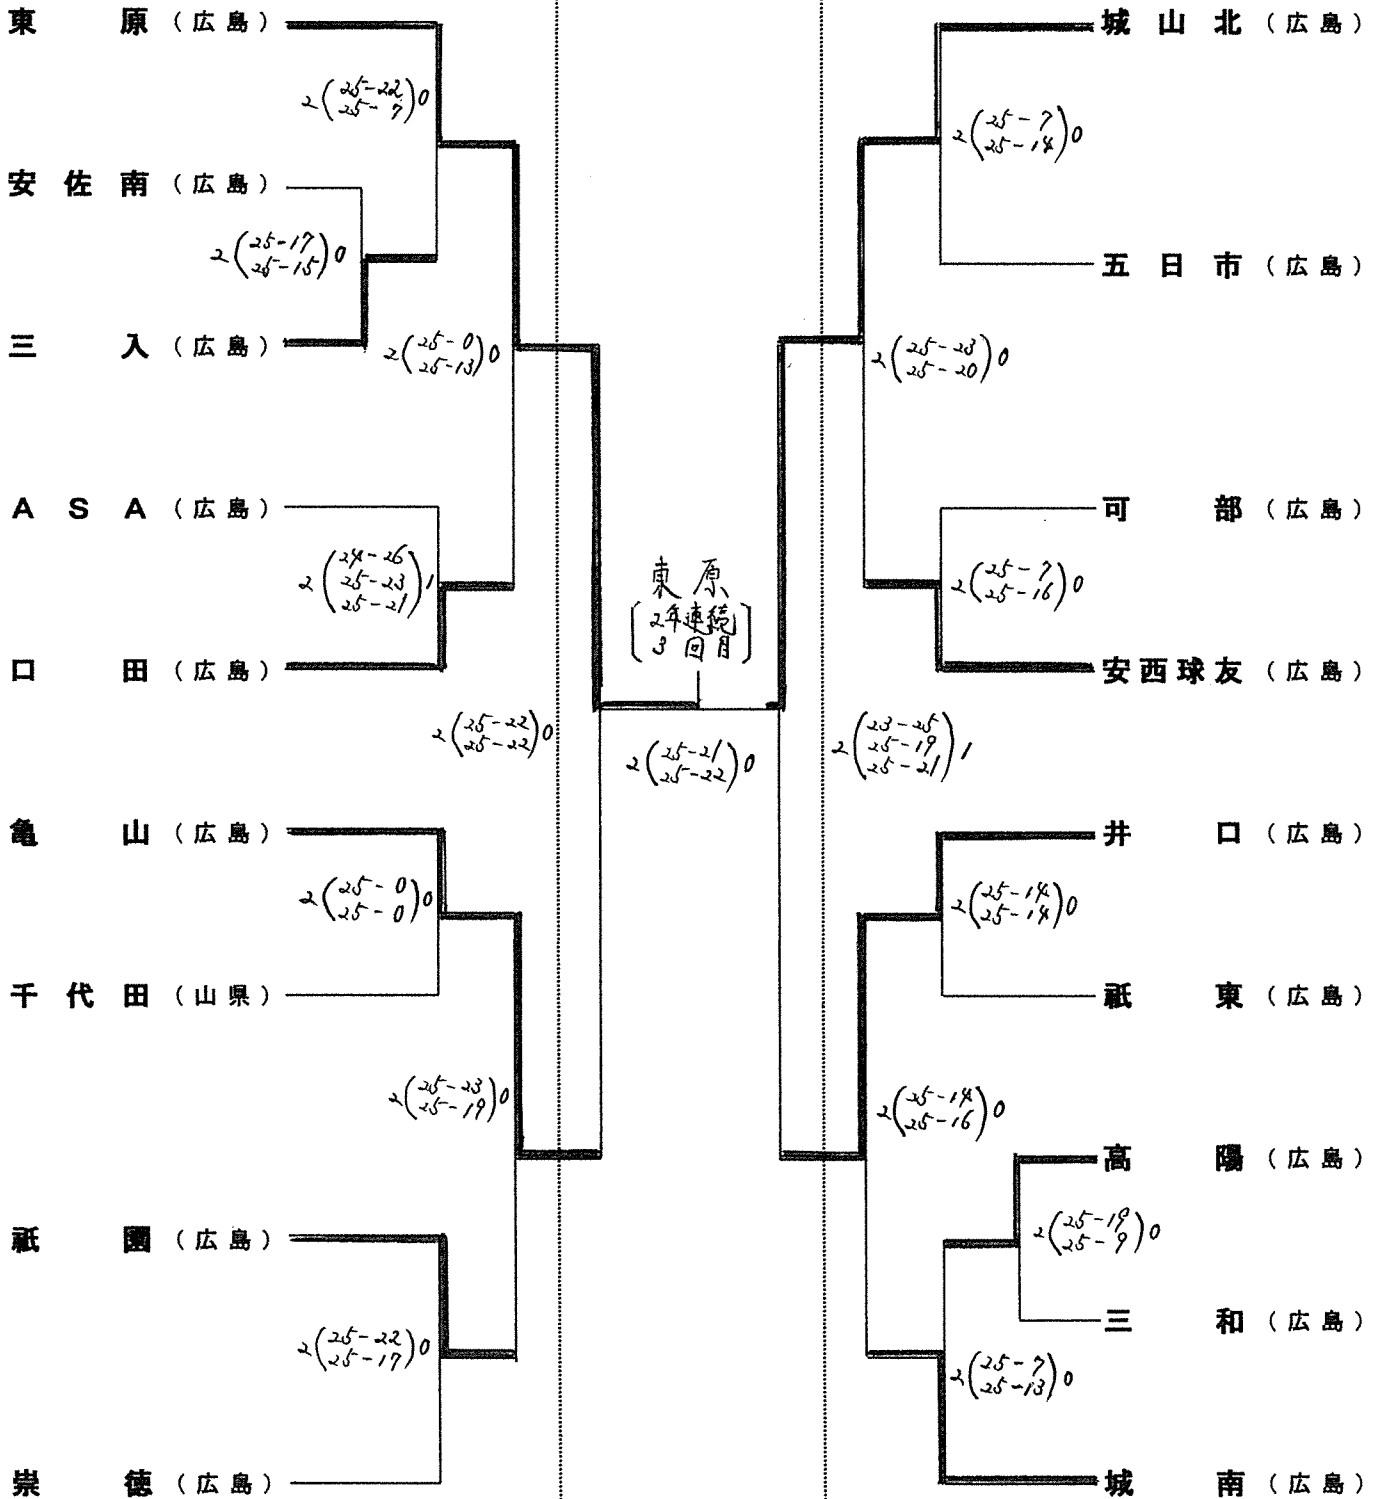 東原（広島）
2(25-22 25-7)0
安佐南（広島）
2(25-17 25-15)0
三入（広島）
2(25-0 25-13)0
ASA（広島）
2(24-26 25-23 25-21)1
口田（広島）
2(25-22 25-22)0
亀山（広島）
2(25-0 25-0)0
千代田（山県）
2(25-23 25-19)0
祇園（広島）
2(25-22 25-17)0
崇徳（広島）
東原
2年連続
3回目
2(25-21 25-22)0
城山北（広島）
2(25-7 25-14)0
五日市（広島）
2(25-23 25-20)0
可部（広島）
2(25-7 25-16)0
安西球友（広島）
2(23-25 25-19 25-21)1
井口（広島）
2(25-14 25-14)0
祇東（広島）
2(25-14 25-16)0
高陽（広島）
2(25-19 25-9)0
三和（広島）
2(25-7 25-13)0
城南（広島）